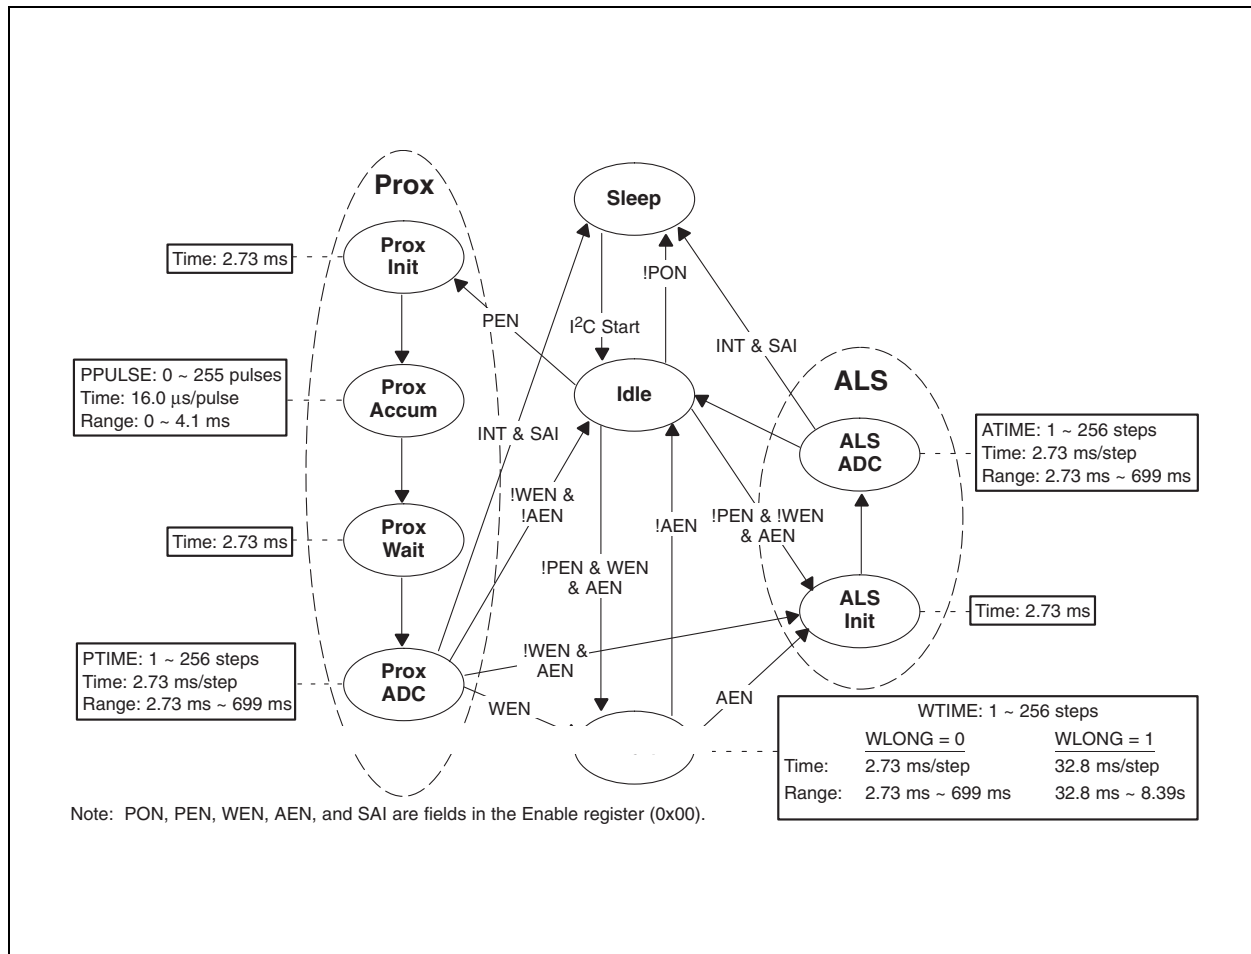 Prox
Sleep
Prox
Init
Time: 2.73 ms
!PON
PEN
I²C Start
INT & SAI
PPULSE: 0 ~ 255 pulses
Time: 16.0 μs/pulse
Range: 0 ~ 4.1 ms
Prox
Accum
Idle
ALS
INT & SAI
ALS
ADC
ATIME: 1 ~ 256 steps
Time: 2.73 ms/step
Range: 2.73 ms ~ 699 ms
!WEN &
!AEN
!AEN
!PEN & !WEN
& AEN
Time: 2.73 ms
Prox
Wait
!PEN & WEN
& AEN
ALS
Init
Time: 2.73 ms
PTIME: 1 ~ 256 steps
Time: 2.73 ms/step
Range: 2.73 ms ~ 699 ms
Prox
ADC
!WEN &
AEN
WEN
AEN
WTIME: 1 ~ 256 steps
WLONG = 0 WLONG = 1
Time: 2.73 ms/step 32.8 ms/step
Range: 2.73 ms ~ 699 ms 32.8 ms ~ 8.39s
Note: PON, PEN, WEN, AEN, and SAI are fields in the Enable register (0x00).